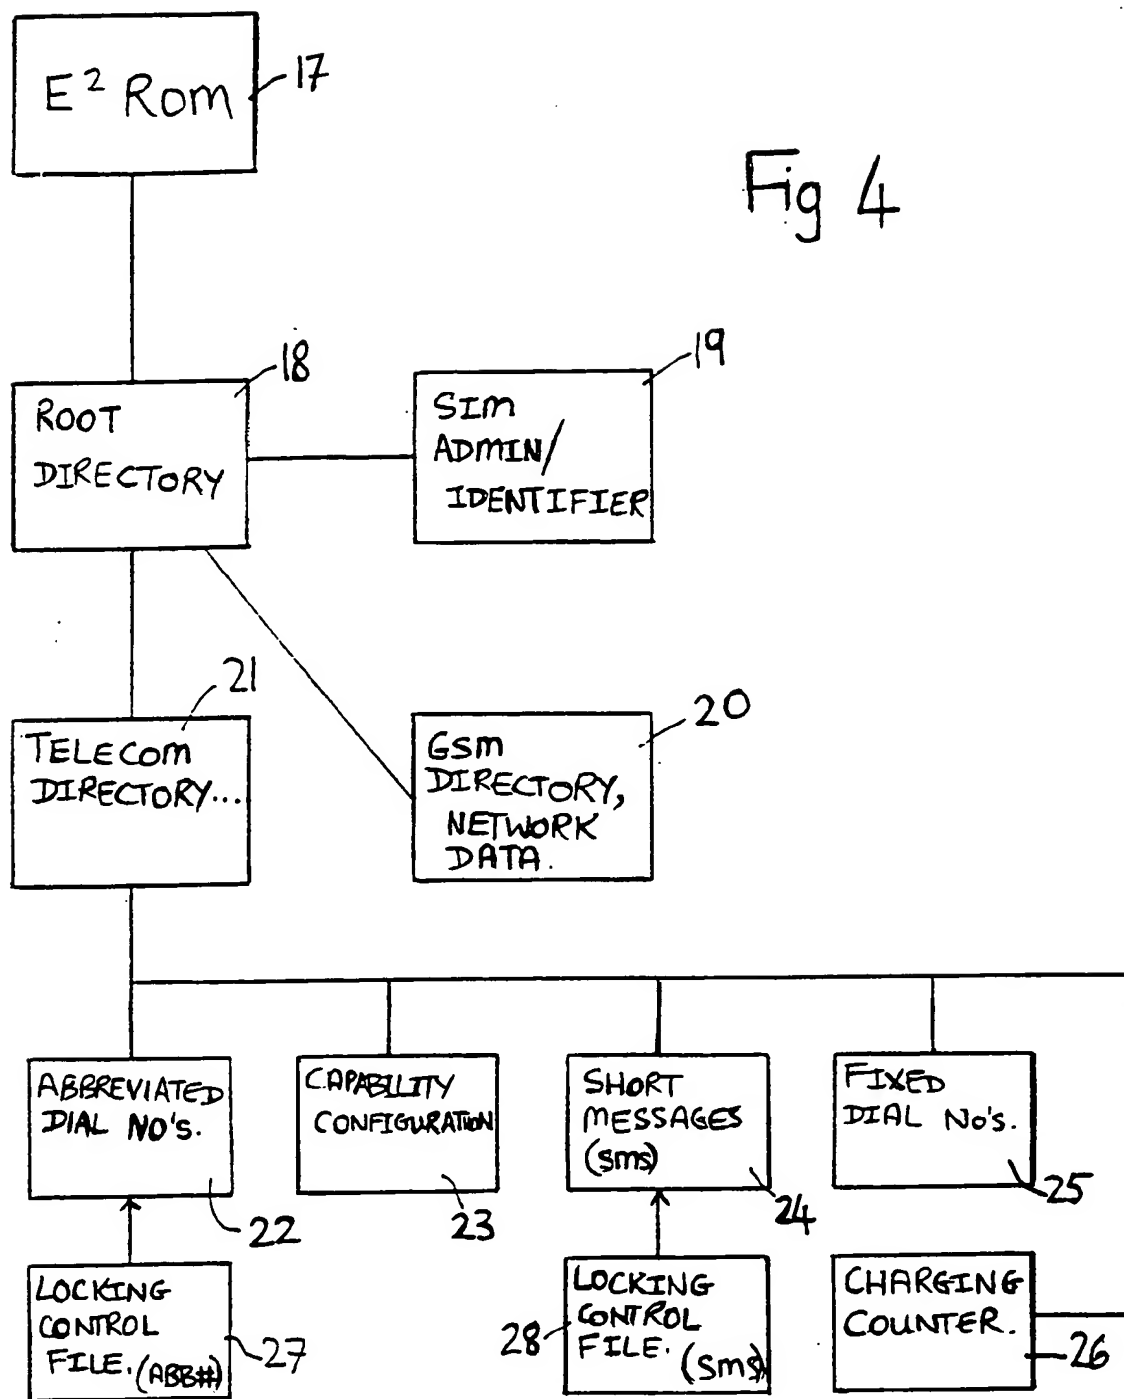 E² Rom
17
Fig 4
18
19
ROOT
DIRECTORY
SIM
ADMIN/
IDENTIFIER
21
20
TELECOM
DIRECTORY...
GSM
DIRECTORY,
NETWORK
DATA.
ABBREVIATED
DIAL NO's.
22
CAPABILITY
CONFIGURATION
23
SHORT
MESSAGES
(SMS)
24
FIXED
DIAL No's.
25
LOCKING
CONTROL
FILE. (ABB#)
27
28
LOCKING
CONTROL
FILE. (SMS)
CHARGING
COUNTER.
26